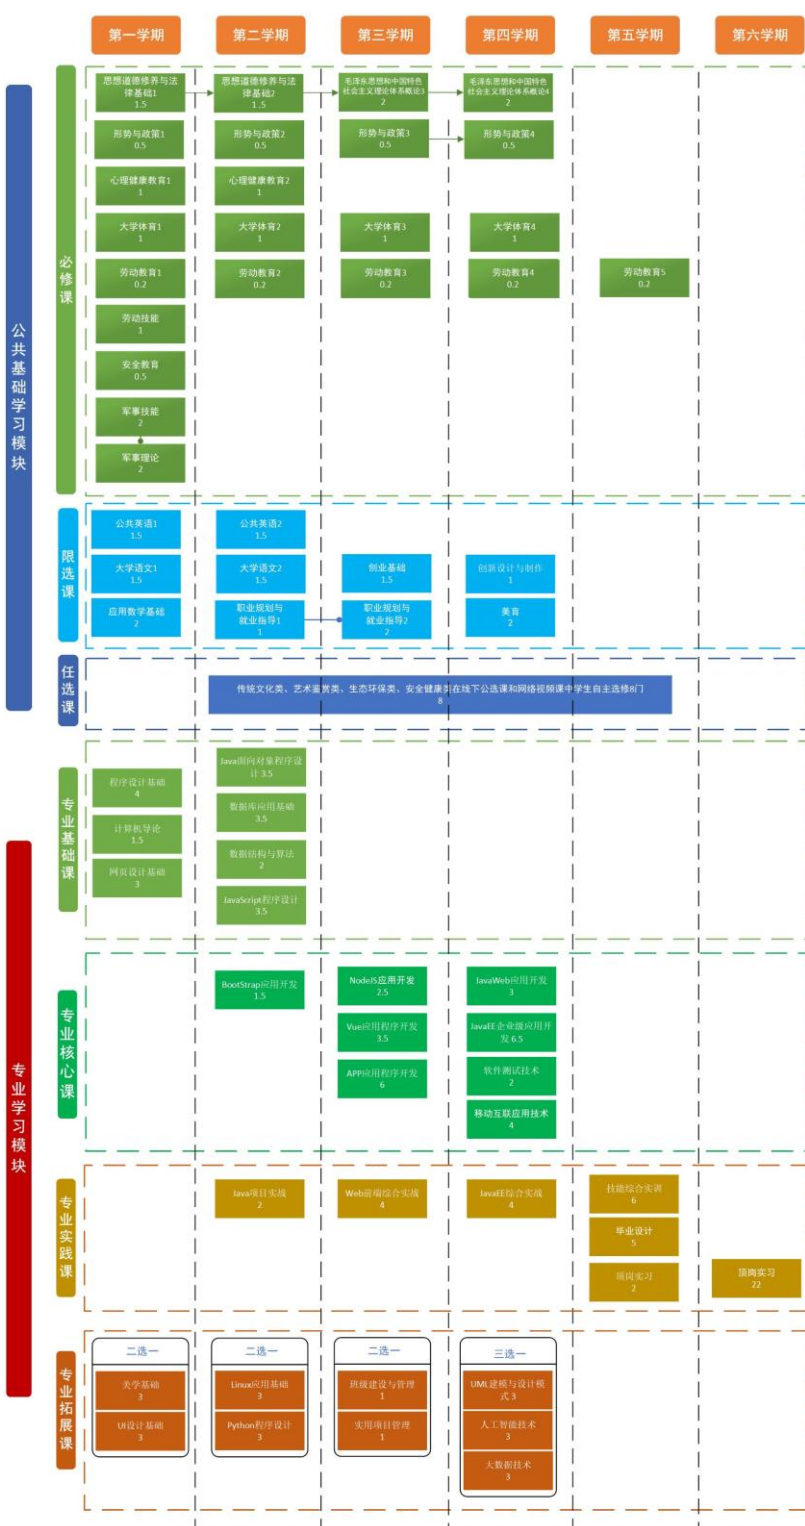 第一学期
第二学期
第三学期
第四学期
第五学期
第六学期
公共基础学习模块
必修课
思想道德修养与法
律基础1
1.5
思想道德修养与法
律基础2
1.5
毛泽东思想和中国特色
社会主义理论体系概论3
2
毛泽东思想和中国特色
社会主义理论体系概论4
2
形势与政策1
0.5
形势与政策2
0.5
形势与政策3
0.5
形势与政策4
0.5
心理健康教育1
1
心理健康教育2
1
大学体育1
1
大学体育2
1
大学体育3
1
大学体育4
1
劳动教育1
0.2
劳动教育2
0.2
劳动教育3
0.2
劳动教育4
0.2
劳动教育5
0.2
劳动技能
1
安全教育
0.5
军事技能
2
军事理论
2
限选课
公共英语1
1.5
公共英语2
1.5
大学语文1
1.5
大学语文2
1.5
创业基础
1.5
创新设计与制作
1
应用数学基础
2
职业规划与
就业指导1
1
职业规划与
就业指导2
2
美育
2
任选课
传统文化类、艺术鉴赏类、生态环保类、安全健康类在线下公选课和网络视频课中学生自主选修8门
8
专业学习模块
专业基础课
程序设计基础
4
计算机导论
1.5
网页设计基础
3
Java面向对象程序设
计 3.5
数据库应用基础
3.5
数据结构与算法
2
JavaScript程序设计
3.5
专业核心课
BootStrap应用开发
1.5
NodeJS应用开发
2.5
Vue应用程序开发
3.5
APP应用程序开发
6
JavaWeb应用开发
3
JavaEE企业级应用开
发 6.5
软件测试技术
2
移动互联应用技术
4
专业实践课
Java项目实战
2
Web前端综合实战
4
JavaEE综合实战
4
技能综合实训
6
毕业设计
5
顶岗实习
2
顶岗实习
22
专业拓展课
二选一
美学基础
3
UI设计基础
3
二选一
Linux应用基础
3
Python程序设计
3
二选一
班级建设与管理
1
实用项目管理
1
三选一
UML建模与设计模
式 3
人工智能技术
3
大数据技术
3